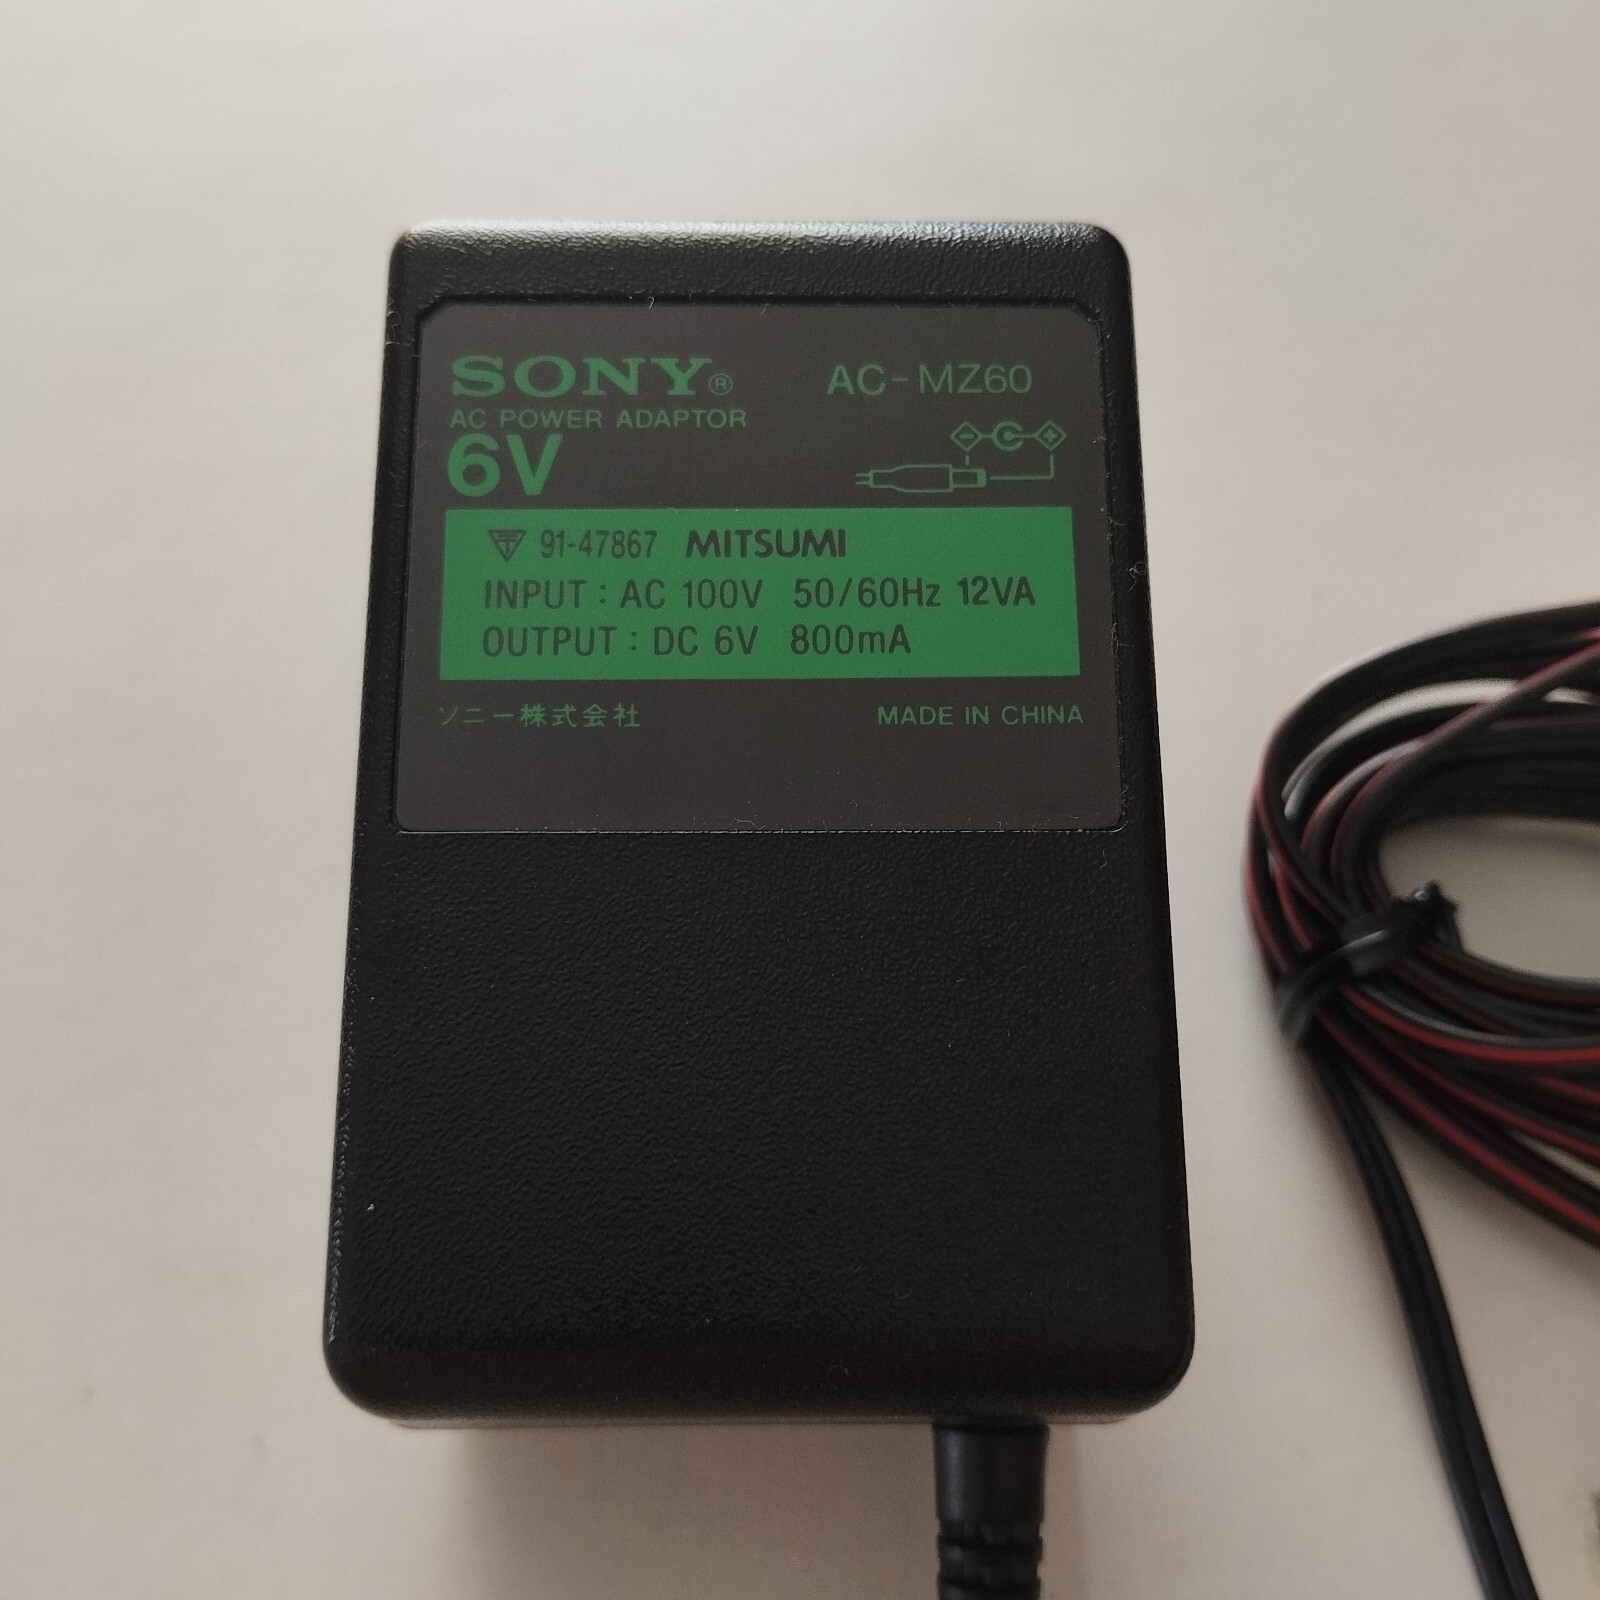 SONY® AC-MZ60
AC POWER ADAPTOR
6V
91-47867 MITSUMI
INPUT : AC 100V 50/60Hz 12VA
OUTPUT : DC 6V 800mA
ソニー株式会社 MADE IN CHINA